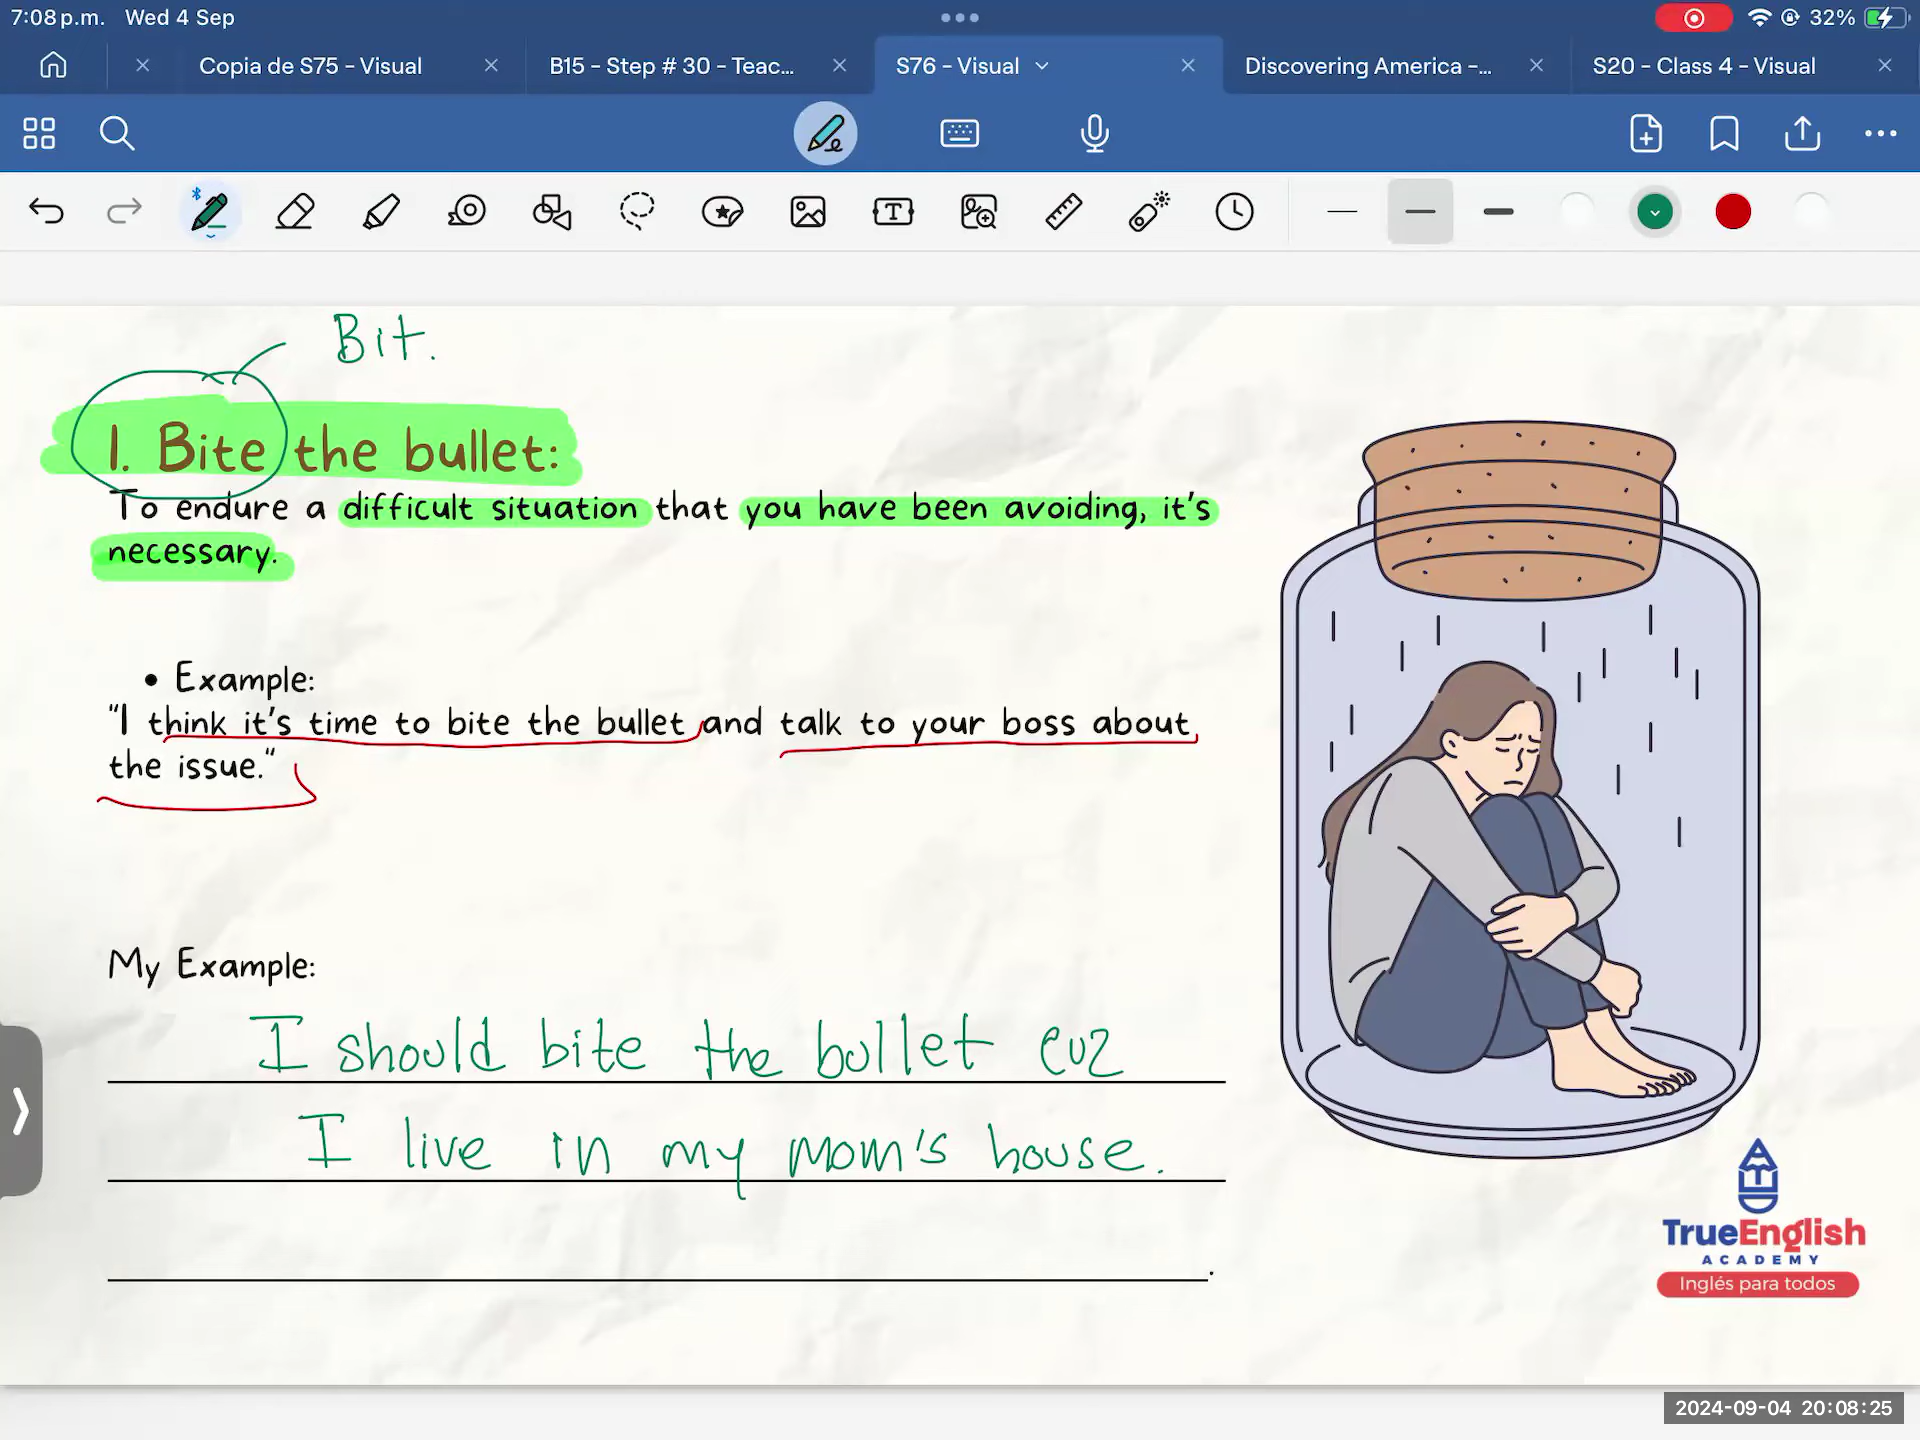 7:08 p.m. Wed 4 Sep
32%
Copia de S75 - Visual
B15 - Step # 30 - Teac...
S76 - Visual
Discovering America -...
S20 - Class 4 - Visual
Bit.
1. Bite the bullet:
To endure a difficult situation that you have been avoiding, it's
necessary.
• Example:
"I think it's time to bite the bullet and talk to your boss about
the issue."
My Example:
I should bite the bullet cuz
I live in my mom's house.
.
TrueEnglish
ACADEMY
Inglés para todos
2024-09-04 20:08:25